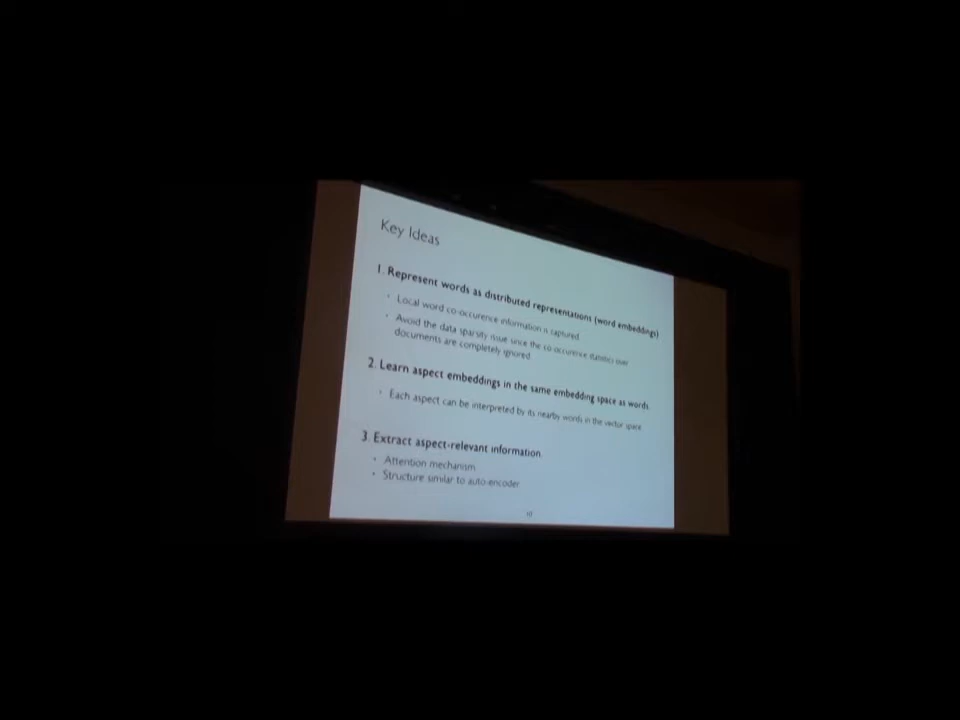 Key Ideas
1. Represent words as distributed representations (word embeddings)
• Local word co-occurence information is captured.
• Avoid the data sparsity issue since the co-occurence statistics over
documents are completely ignored
2. Learn aspect embeddings in the same embedding space as words.
• Each aspect can be interpreted by its nearby words in the vector space.
3. Extract aspect-relevant information
• Attention mechanism
• Structure similar to auto-encoder
10